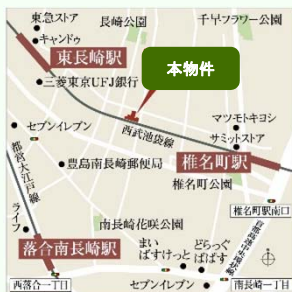 東急ストア
キャンドゥ
長崎公園
千早フラワー公園
東長崎駅
本物件
三菱東京UFJ銀行
セブンイレブン
西武池袋線
マツモトキヨシ
サミットストア
豊島南長崎郵便局
椎名町駅
都営大江戸線
椎名町公園
ライフ
南長崎花咲公園
椎名町駅南口
落合南長崎駅
まい
ばすけっと
どらっぐ
ぱぱす
西落合一丁目
セブンイレブン
南長崎一丁目